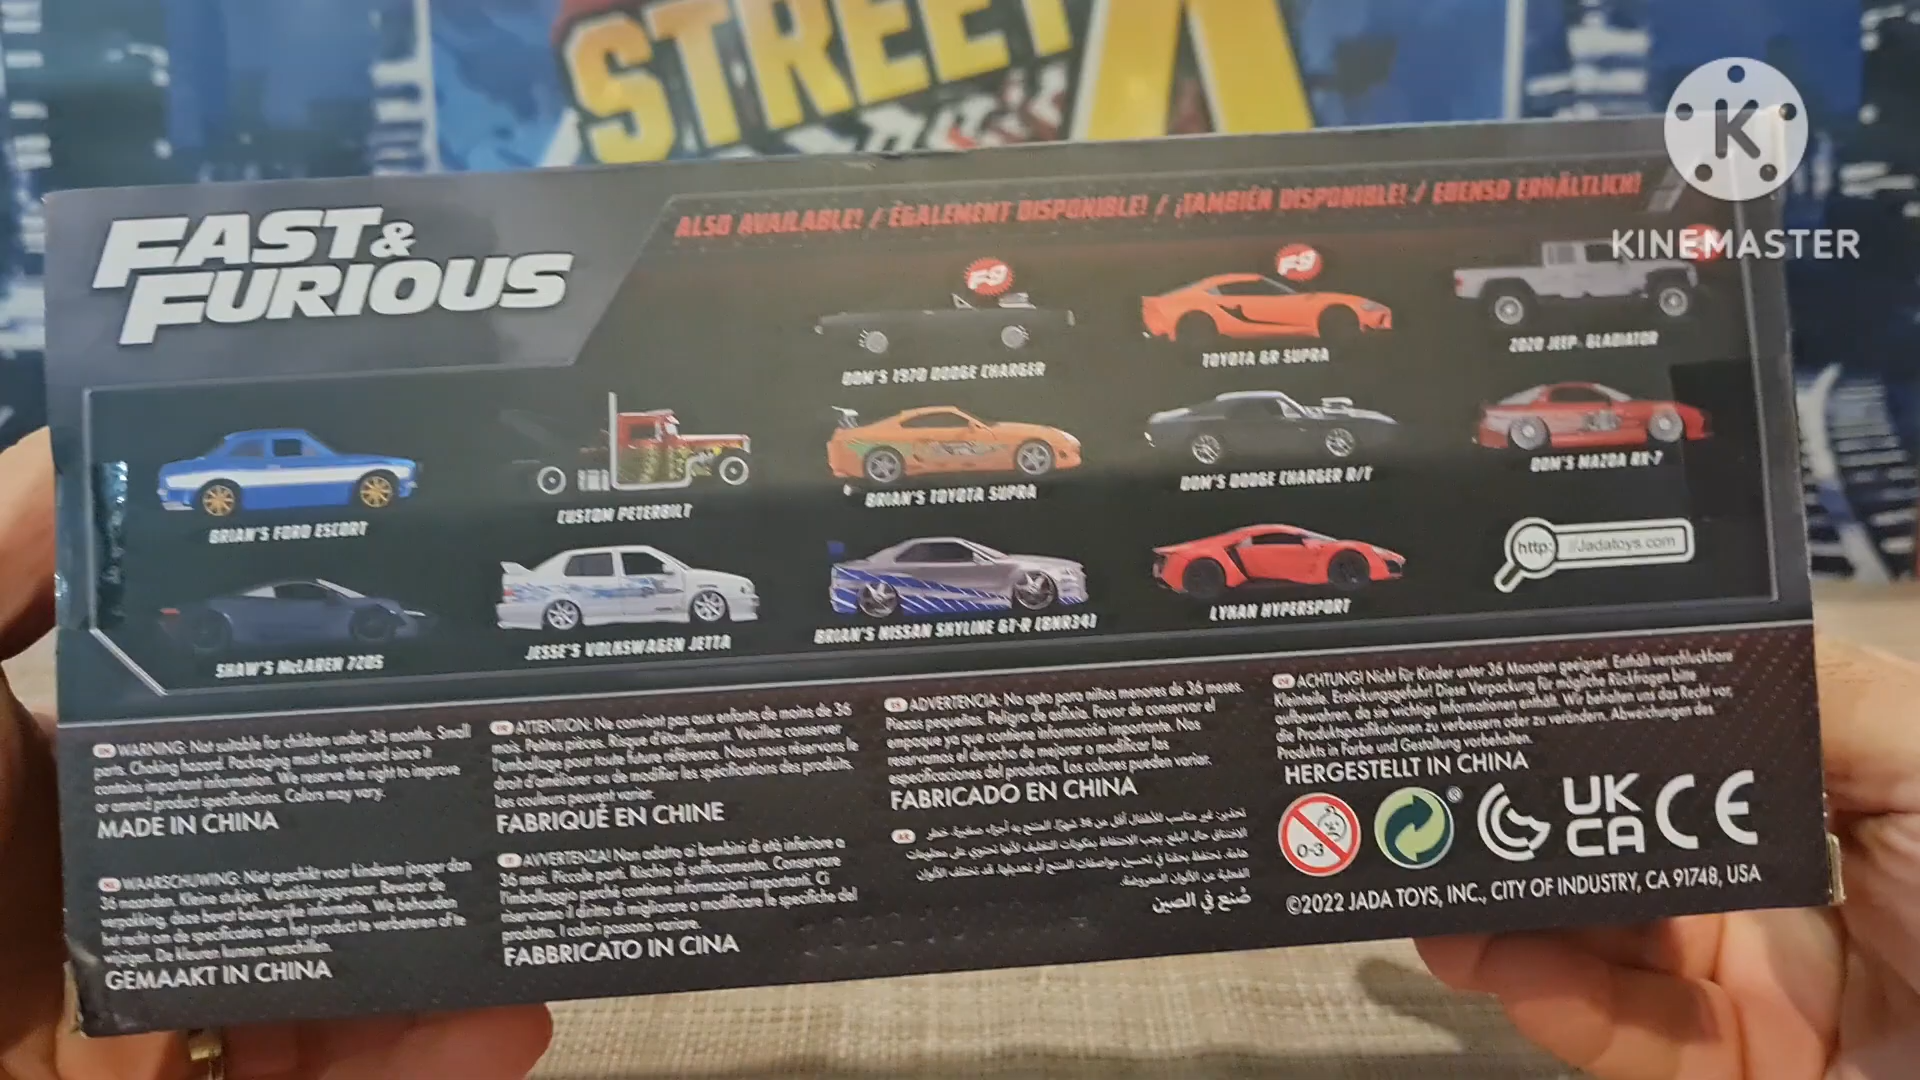 STREET
KINEMASTER
FAST &
FURIOUS
ALSO AVAILABLE! / ÉGALEMENT DISPONIBLE! / ¡TAMBIÉN DISPONIBLE! / EBENSO ERHÄLTLICH!
F9
F9
DOM'S 1970 DODGE CHARGER
TOYOTA GR SUPRA
2020 JEEP GLADIATOR
BRIAN'S FORD ESCORT
CUSTOM PETERBILT
BRIAN'S TOYOTA SUPRA
DOM'S DODGE CHARGER R/T
DOM'S MAZDA RX-7
SHAW'S McLAREN 720S
JESSE'S VOLKSWAGEN JETTA
BRIAN'S NISSAN SKYLINE GT-R (BNR34)
LYKAN HYPERSPORT
http://Jadatoys.com
WARNING: Not suitable for children under 36 months. Small
parts. Choking hazard. Packaging must be retained since it
contains important information. We reserve the right to improve
or amend product specifications. Colors may vary.
MADE IN CHINA
ATTENTION: Ne convient pas aux enfants de moins de 36
mois. Petites pièces. Risque d'étouffement. Veuillez conserver
l'emballage pour toute future référence. Nous nous réservons le
droit d'améliorer ou de modifier les spécifications des produits.
Les couleurs peuvent varier.
FABRIQUÉ EN CHINE
ADVERTENCIA: No apto para niños menores de 36 meses.
Piezas pequeñas. Peligro de asfixia. Favor de conservar el
empaque ya que contiene información importante. Nos
reservamos el derecho de mejorar o modificar las
especificaciones del producto. Los colores pueden variar.
FABRICADO EN CHINA
ACHTUNG! Nicht für Kinder unter 36 Monaten geeignet. Enthält verschluckbare
Kleinteile. Erstickungsgefahr! Diese Verpackung für mögliche Rückfragen bitte
aufbewahren, da sie wichtige Informationen enthält. Wir behalten uns das Recht vor,
die Produktspezifikationen zu verbessern oder zu verändern. Abweichungen des
Produkts in Farbe und Gestaltung vorbehalten.
HERGESTELLT IN CHINA
WAARSCHUWING: Niet geschikt voor kinderen jonger dan
36 maanden. Kleine stukjes. Verstikkingsgevaar. Bewaar de
verpakking, deze bevat belangrijke informatie. We behouden
het recht om de specificaties van het product te verbeteren of te
wijzigen. De kleuren kunnen verschillen.
GEMAAKT IN CHINA
AVVERTENZA! Non adatto ai bambini di età inferiore a
36 mesi. Piccole parti. Rischio di soffocamento. Conservare
l'imballaggio perché contiene informazioni importanti. Ci
riserviamo il diritto di migliorare o modificare le specifiche del
prodotto. I colori possono variare.
FABBRICATO IN CINA
صُنع في الصين
0-3
UK
CA
CE
©2022 JADA TOYS, INC., CITY OF INDUSTRY, CA 91748, USA